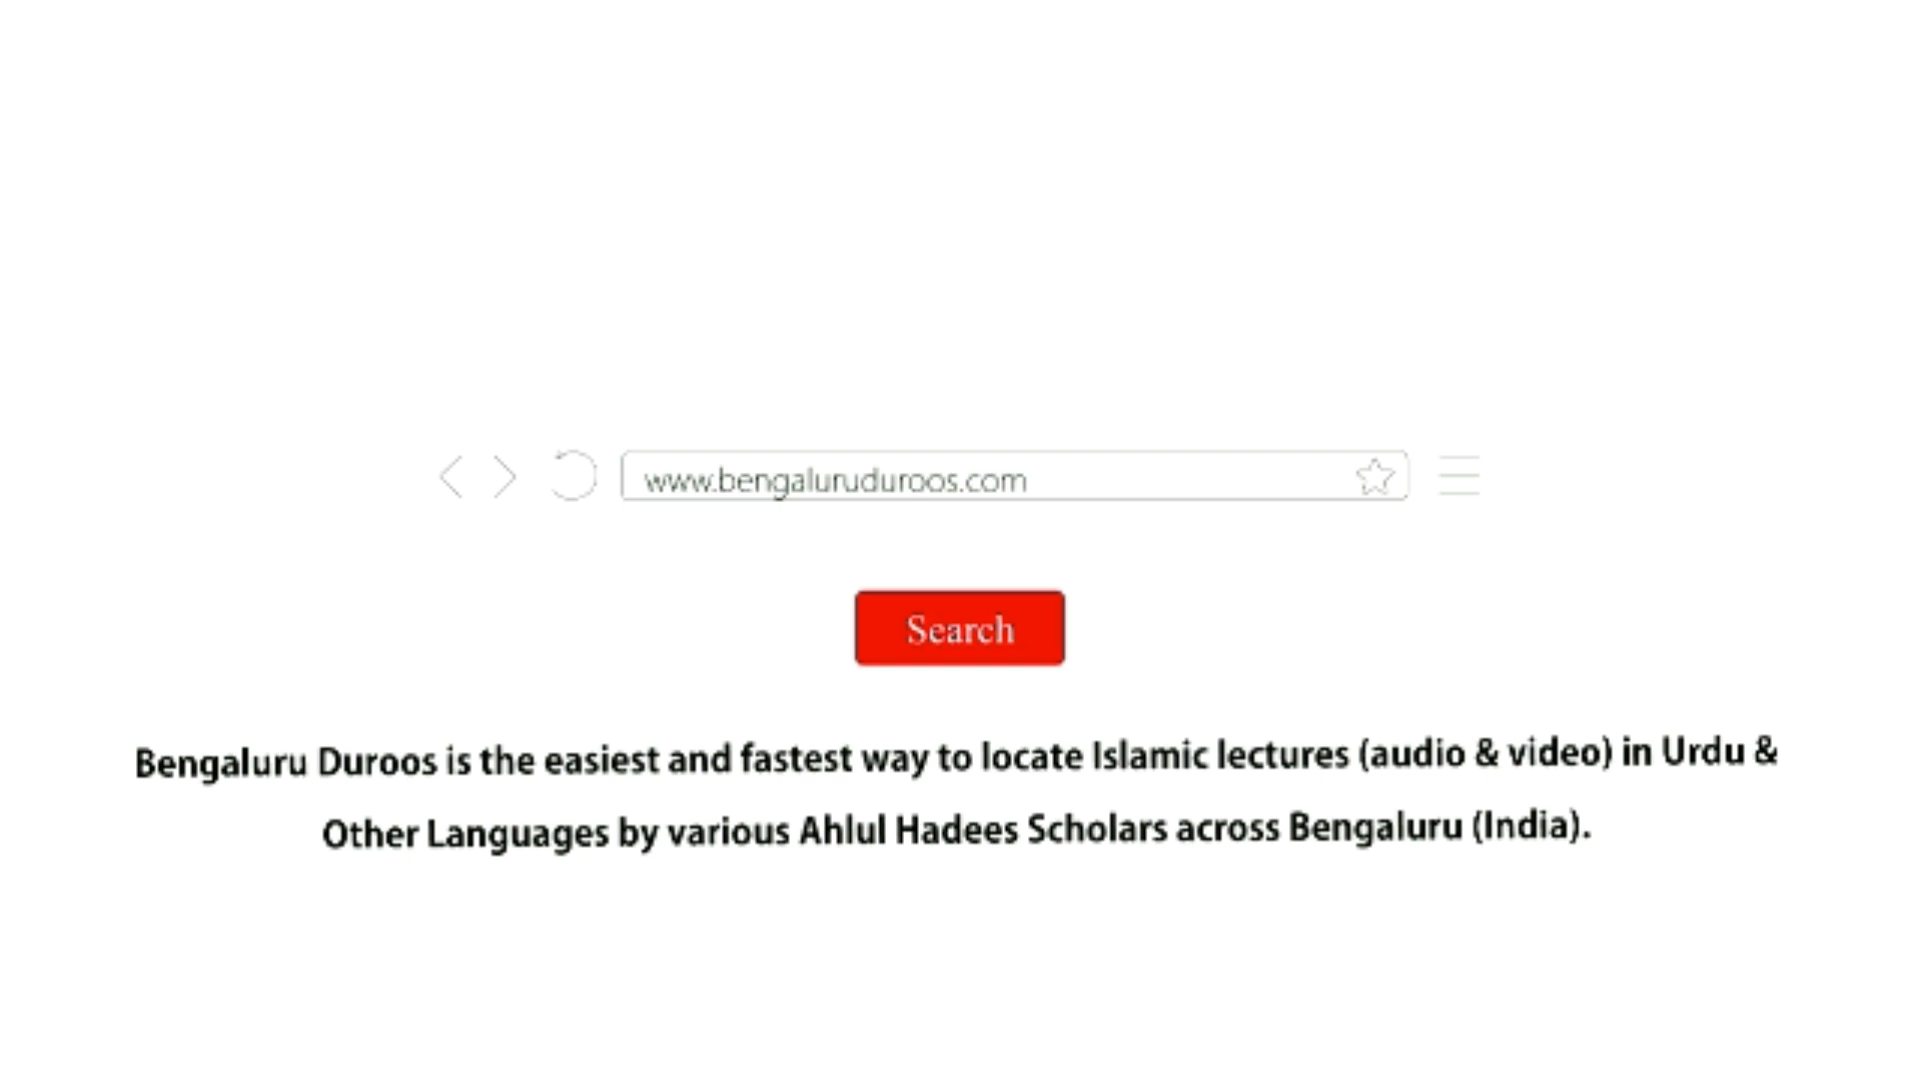 www.bengaluruduroos.com
Search
Bengaluru Duroos is the easiest and fastest way to locate Islamic lectures (audio & video) in Urdu &
Other Languages by various Ahlul Hadees Scholars across Bengaluru (India).